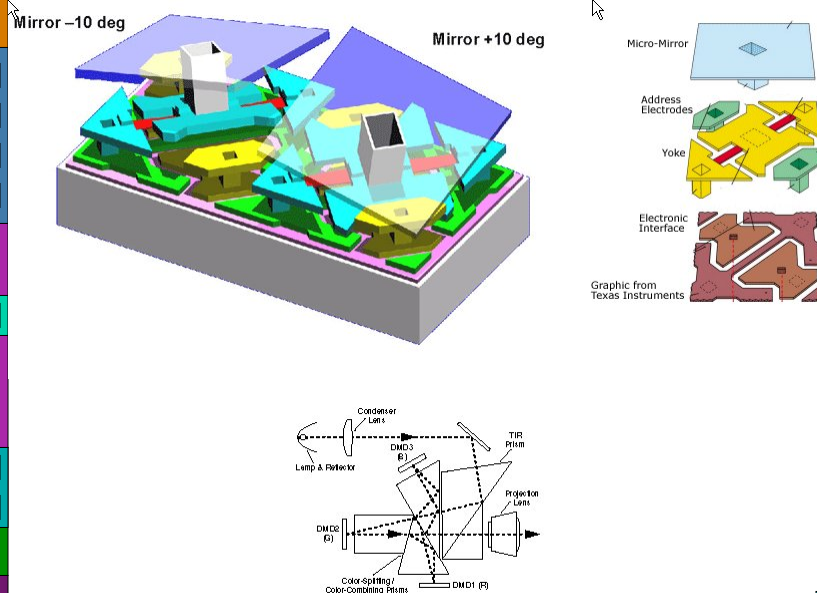 Mirror –10 deg
Mirror +10 deg
Micro-Mirror
Address
Electrodes
Yoke
Electronic
Interface
Graphic from
Texas Instruments
Condenser
Lens
Lamp & Reflector
DMD3
(B)
TIR
Prism
Projection
Lens
DMD2
(G)
Color-Splitting /
Color-Combining Prisms
DMD1 (R)